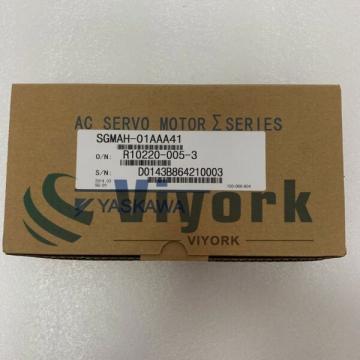 AC SERVO MOTOR Σ SERIES
SGMAH-01AAA41
O/N: R10220-005-3
S/N: D0143B864210003
Viyork
YASKAWA
VIYORK